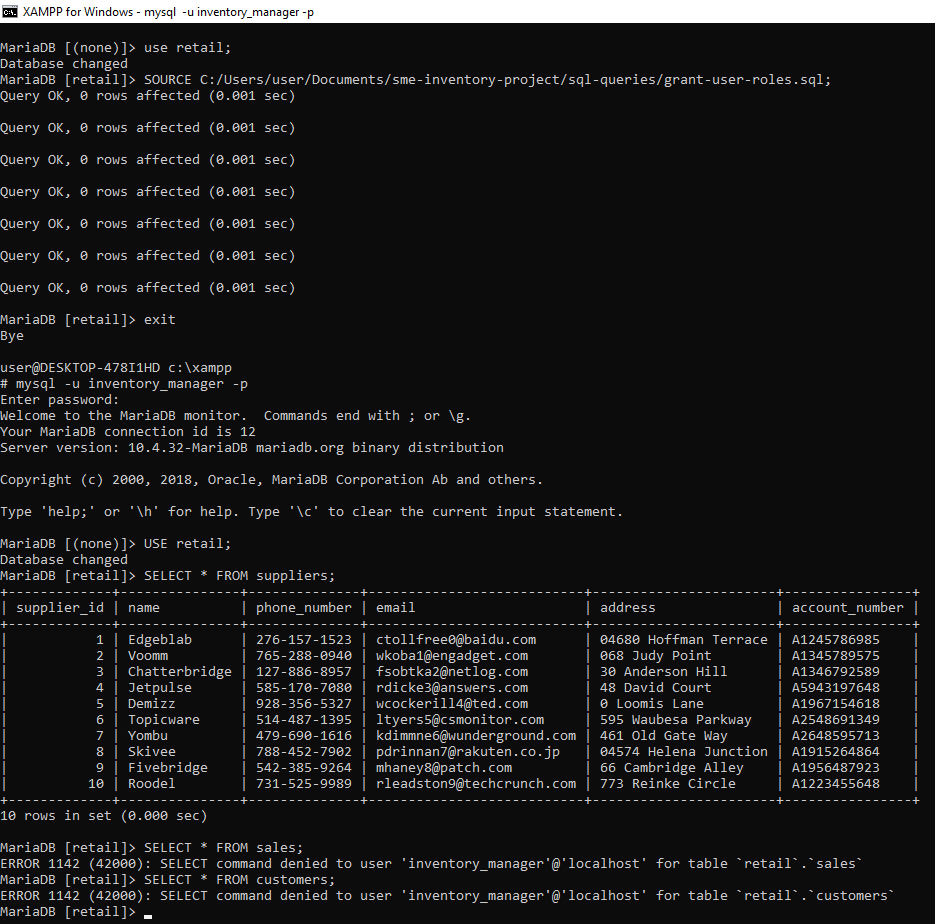 XAMPP for Windows - mysql -u inventory_manager -p
MariaDB [(none)]> use retail;
Database changed
MariaDB [retail]> SOURCE C:/Users/user/Documents/sme-inventory-project/sql-queries/grant-user-roles.sql;
Query OK, 0 rows affected (0.001 sec)
Query OK, 0 rows affected (0.001 sec)
Query OK, 0 rows affected (0.001 sec)
Query OK, 0 rows affected (0.001 sec)
Query OK, 0 rows affected (0.001 sec)
Query OK, 0 rows affected (0.001 sec)
Query OK, 0 rows affected (0.001 sec)
MariaDB [retail]> exit
Bye
user@DESKTOP-478I1HD c:\xampp
# mysql -u inventory_manager -p
Enter password:
Welcome to the MariaDB monitor.  Commands end with ; or \g.
Your MariaDB connection id is 12
Server version: 10.4.32-MariaDB mariadb.org binary distribution
Copyright (c) 2000, 2018, Oracle, MariaDB Corporation Ab and others.
Type 'help;' or '\h' for help. Type '\c' to clear the current input statement.
MariaDB [(none)]> USE retail;
Database changed
MariaDB [retail]> SELECT * FROM suppliers;
+-------------+---------------+--------------+---------------------------+-----------------------+----------------+
| supplier_id | name          | phone_number | email                     | address               | account_number |
+-------------+---------------+--------------+---------------------------+-----------------------+----------------+
|           1 | Edgeblab      | 276-157-1523 | ctollfree0@baidu.com      | 04680 Hoffman Terrace | A1245786985    |
|           2 | Voomm         | 765-288-0940 | wkoba1@engadget.com       | 068 Judy Point        | A1345789575    |
|           3 | Chatterbridge | 127-886-8957 | fsobtka2@netlog.com       | 30 Anderson Hill      | A1346792589    |
|           4 | Jetpulse      | 585-170-7080 | rdicke3@answers.com       | 48 David Court        | A5943197648    |
|           5 | Demizz        | 928-356-5327 | wcockerill4@ted.com       | 0 Loomis Lane         | A1967154618    |
|           6 | Topicware     | 514-487-1395 | ltyers5@csmonitor.com     | 595 Waubesa Parkway   | A2548691349    |
|           7 | Yombu         | 479-690-1616 | kdimmne6@wunderground.com | 461 Old Gate Way      | A2648595713    |
|           8 | Skivee        | 788-452-7902 | pdrinnan7@rakuten.co.jp   | 04574 Helena Junction | A1915264864    |
|           9 | Fivebridge    | 542-385-9264 | mhaney8@patch.com         | 66 Cambridge Alley    | A1956487923    |
|          10 | Roodel        | 731-525-9989 | rleadston9@techcrunch.com | 773 Reinke Circle     | A1223455648    |
+-------------+---------------+--------------+---------------------------+-----------------------+----------------+
10 rows in set (0.000 sec)
MariaDB [retail]> SELECT * FROM sales;
ERROR 1142 (42000): SELECT command denied to user 'inventory_manager'@'localhost' for table `retail`.`sales`
MariaDB [retail]> SELECT * FROM customers;
ERROR 1142 (42000): SELECT command denied to user 'inventory_manager'@'localhost' for table `retail`.`customers`
MariaDB [retail]> _